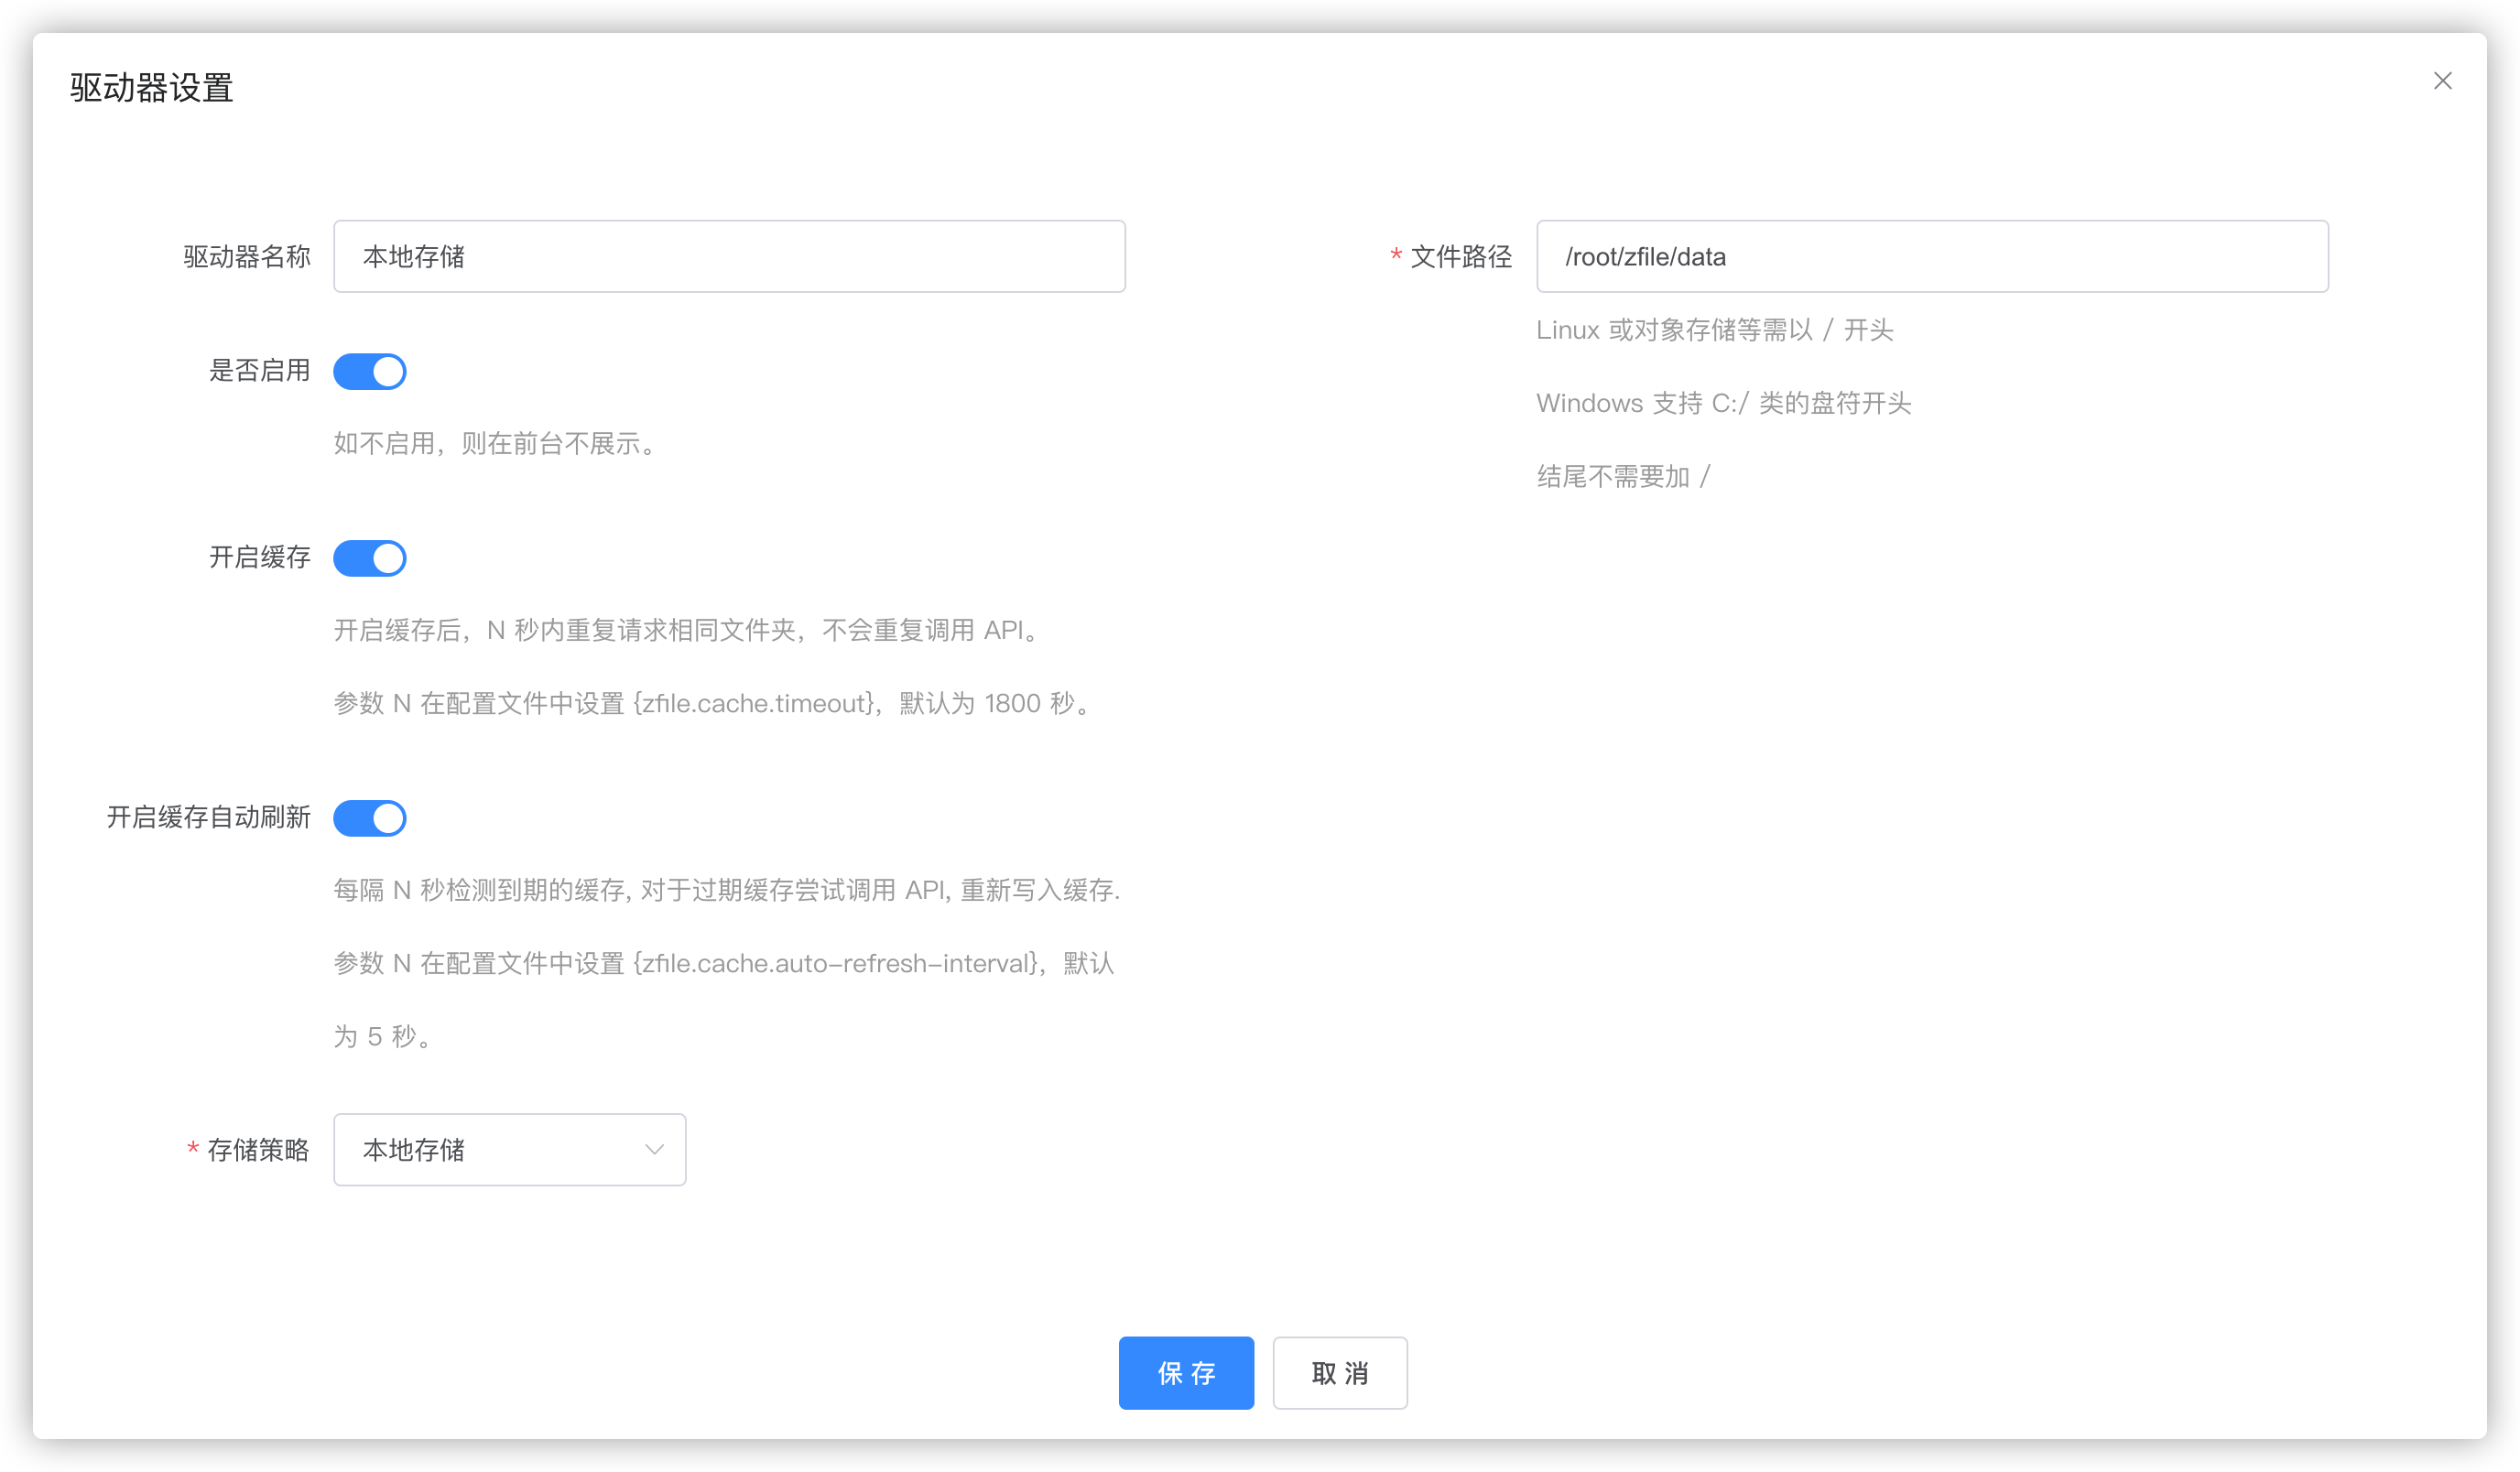 驱动器设置
驱动器名称
本地存储
是否启用
如不启用，则在前台不展示。
开启缓存
开启缓存后，N 秒内重复请求相同文件夹，不会重复调用 API。
参数 N 在配置文件中设置 {zfile.cache.timeout}，默认为 1800 秒。
开启缓存自动刷新
每隔 N 秒检测到期的缓存, 对于过期缓存尝试调用 API, 重新写入缓存.
参数 N 在配置文件中设置 {zfile.cache.auto-refresh-interval}，默认
为 5 秒。
* 存储策略
本地存储
* 文件路径
/root/zfile/data
Linux 或对象存储等需以 / 开头
Windows 支持 C:/ 类的盘符开头
结尾不需要加 /
保 存
取 消